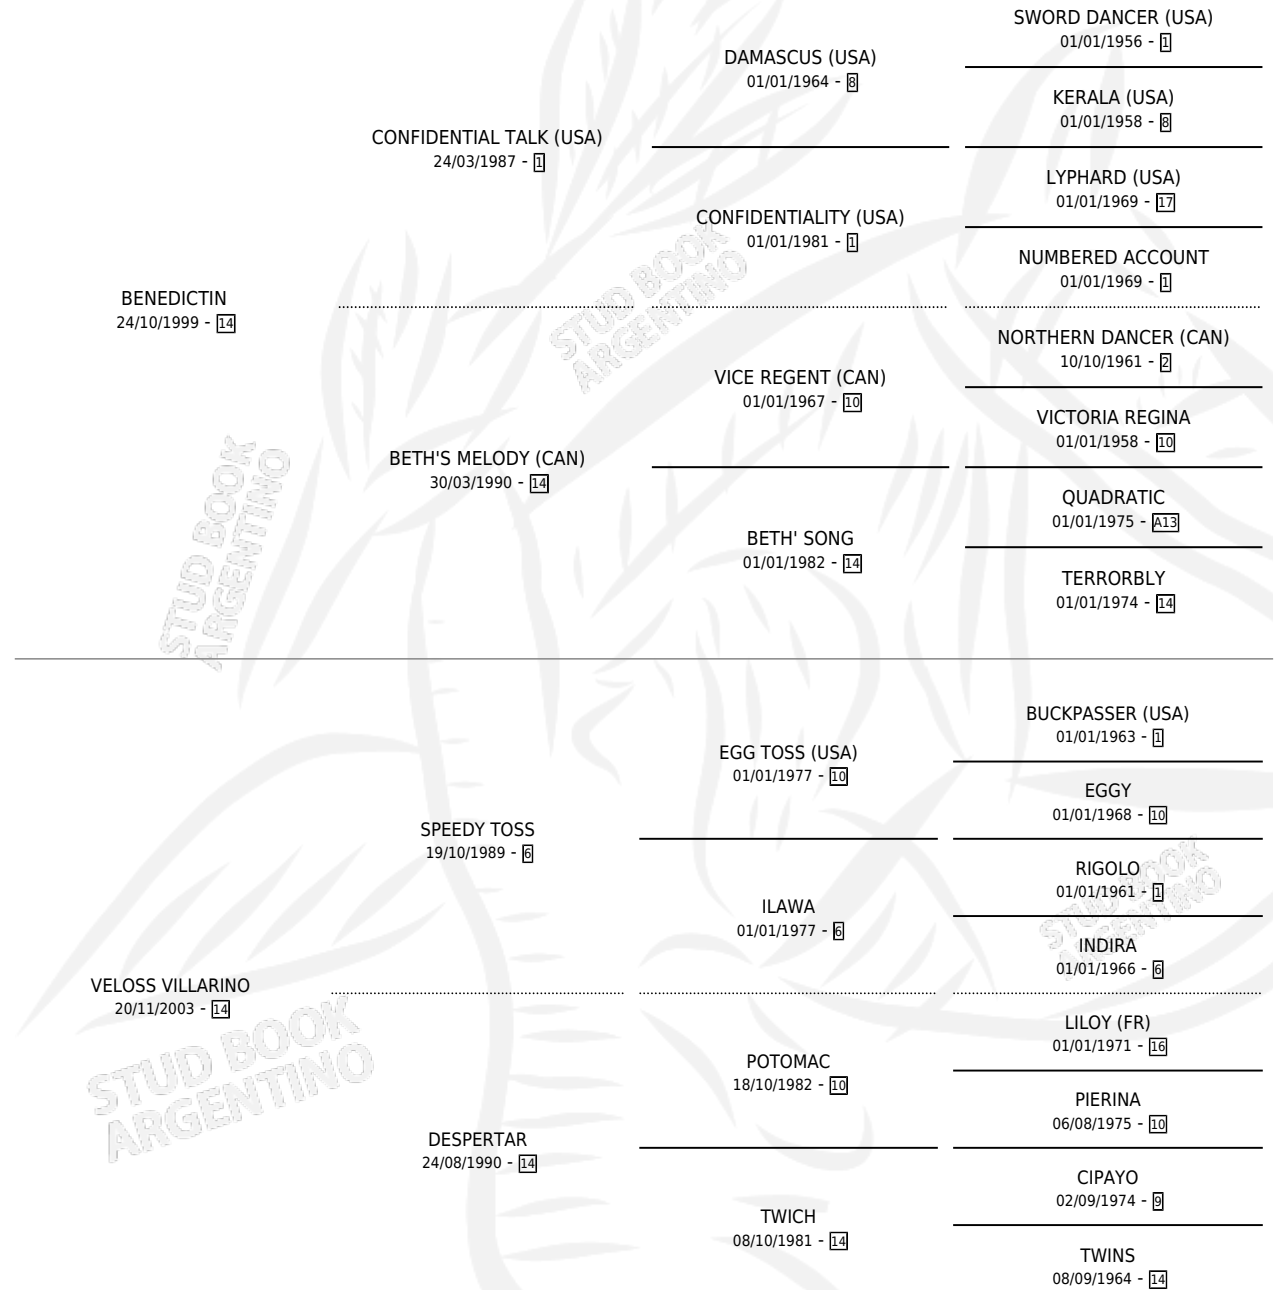 SWORD DANCER (USA)
01/01/1956 - 1
DAMASCUS (USA)
01/01/1964 - 8
KERALA (USA)
01/01/1958 - 8
CONFIDENTIAL TALK (USA)
24/03/1987 - 1
LYPHARD (USA)
01/01/1969 - 17
CONFIDENTIALITY (USA)
01/01/1981 - 1
NUMBERED ACCOUNT
01/01/1969 - 1
BENEDICTIN
24/10/1999 - 14
STUD BOOK
ARGENTINO
NORTHERN DANCER (CAN)
10/10/1961 - 2
VICE REGENT (CAN)
01/01/1967 - 10
VICTORIA REGINA
01/01/1958 - 10
BETH'S MELODY (CAN)
30/03/1990 - 14
QUADRATIC
01/01/1975 - A13
BETH' SONG
01/01/1982 - 14
TERRORBLY
01/01/1974 - 14
STUD BOOK
ARGENTINO
BUCKPASSER (USA)
01/01/1963 - 1
EGG TOSS (USA)
01/01/1977 - 10
EGGY
01/01/1968 - 10
SPEEDY TOSS
19/10/1989 - 6
RIGOLO
01/01/1961 - 1
ILAWA
01/01/1977 - 6
INDIRA
01/01/1966 - 6
STUD BOOK
ARGENTINO
VELOSS VILLARINO
20/11/2003 - 14
LILOY (FR)
01/01/1971 - 16
POTOMAC
18/10/1982 - 10
PIERINA
06/08/1975 - 10
STUD BOOK
ARGENTINO
DESPERTAR
24/08/1990 - 14
CIPAYO
02/09/1974 - 9
TWICH
08/10/1981 - 14
TWINS
08/09/1964 - 14